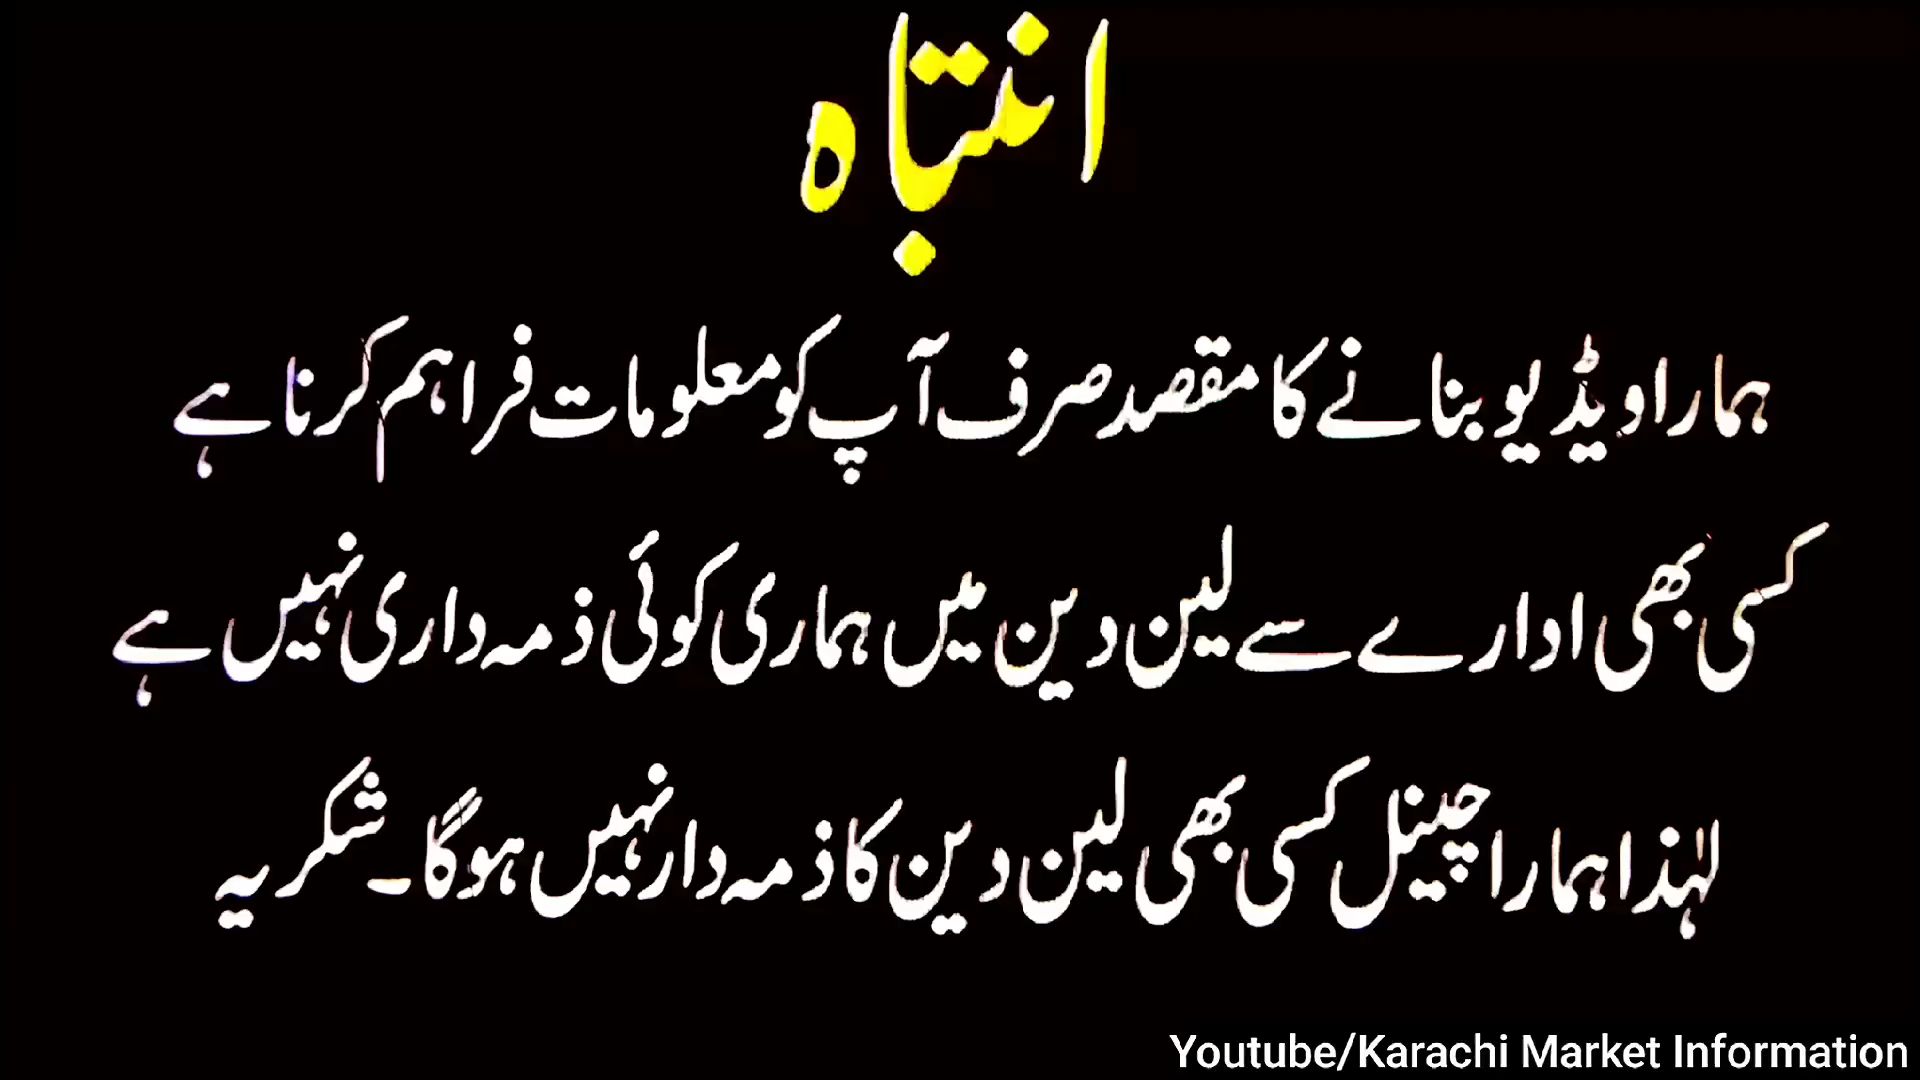 انتباہ
ہمارا ویڈیو بنانے کا مقصد صرف آپ کو معلومات فراہم کرنا ہے
کسی بھی ادارے سے لین دین میں ہماری کوئی ذمہ داری نہیں ہے
لہٰذا ہمارا چینل کسی بھی لین دین کا ذمہ دار نہیں ہوگا۔ شکریہ
Youtube/Karachi Market Information